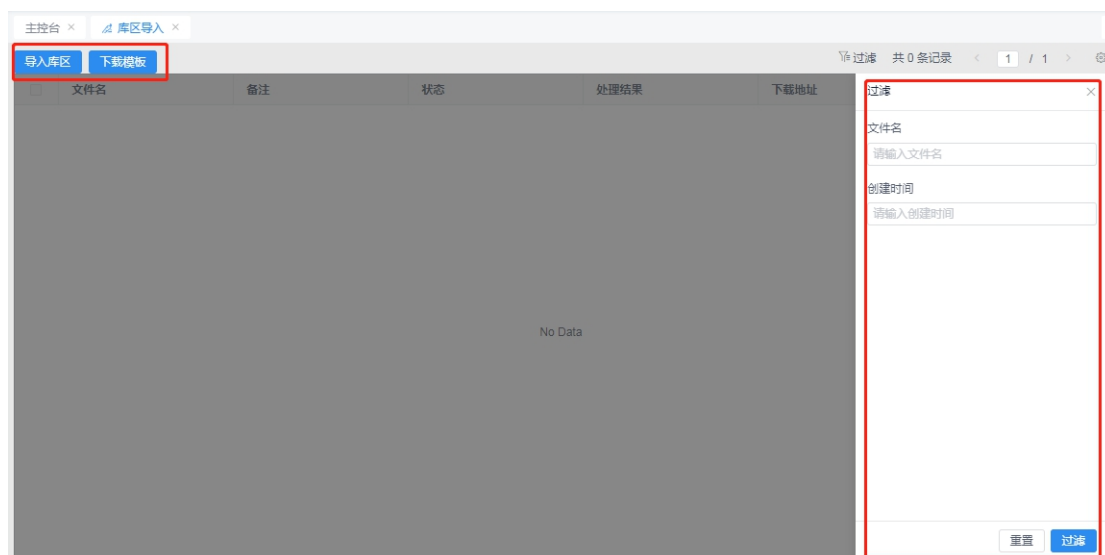 主控台 × 库区导入 ×
导入库区 下载模板 过滤 共 0 条记录 < 1 / 1 >
文件名 备注 状态 处理结果 下载地址
过滤 ×
文件名
请输入文件名
创建时间
请输入创建时间
No Data
重置 过滤